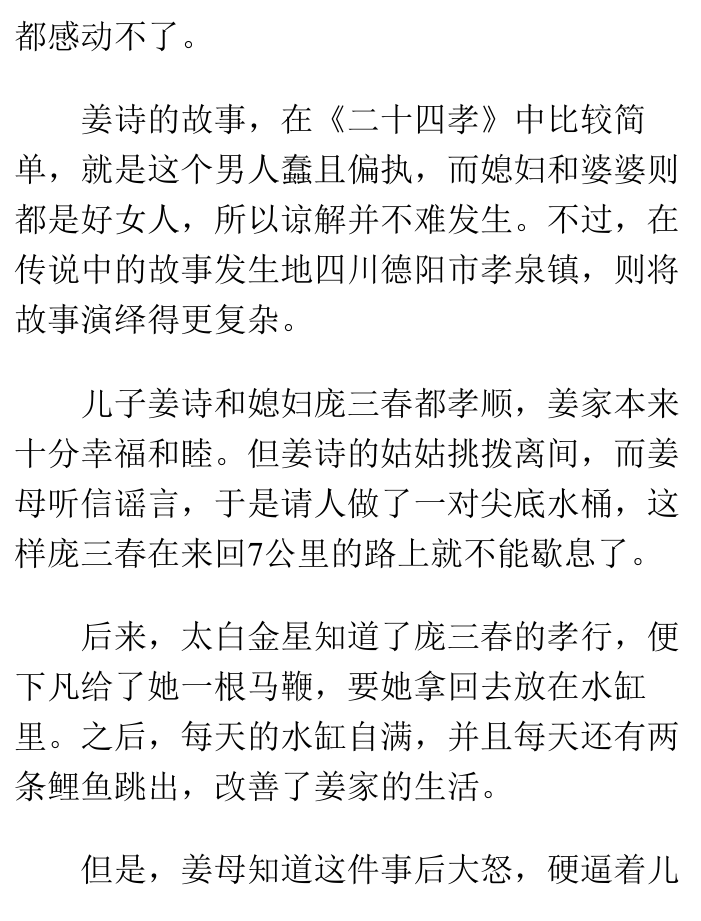 都感动不了。
姜诗的故事，在《二十四孝》中比较简
单，就是这个男人蠢且偏执，而媳妇和婆婆则
都是好女人，所以谅解并不难发生。不过，在
传说中的故事发生地四川德阳市孝泉镇，则将
故事演绎得更复杂。
儿子姜诗和媳妇庞三春都孝顺，姜家本来
十分幸福和睦。但姜诗的姑姑挑拨离间，而姜
母听信谣言，于是请人做了一对尖底水桶，这
样庞三春在来回7公里的路上就不能歇息了。
后来，太白金星知道了庞三春的孝行，便
下凡给了她一根马鞭，要她拿回去放在水缸
里。之后，每天的水缸自满，并且每天还有两
条鲤鱼跳出，改善了姜家的生活。
但是，姜母知道这件事后大怒，硬逼着儿